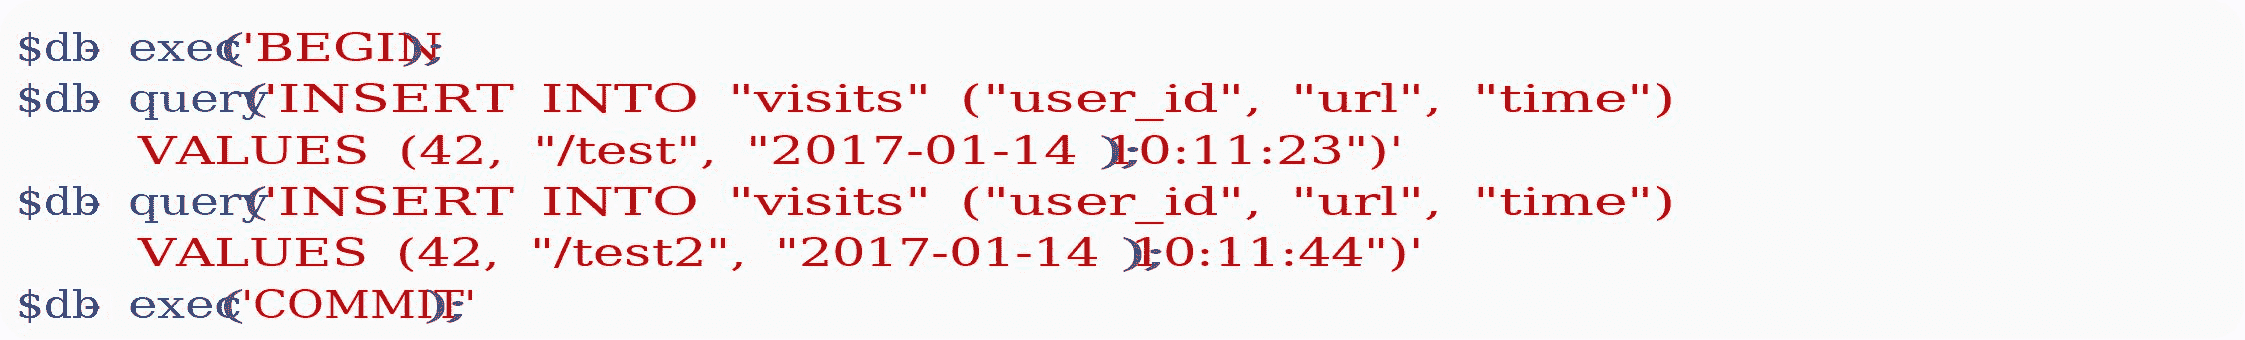 $db- exec('BEGIN');
$db- query('INSERT INTO "visits" ("user_id", "url", "time")
VALUES (42, "/test", "2017-01-14 10:11:23")');
$db- query('INSERT INTO "visits" ("user_id", "url", "time")
VALUES (42, "/test2", "2017-01-14 10:11:44")');
$db- exec('COMMIT');